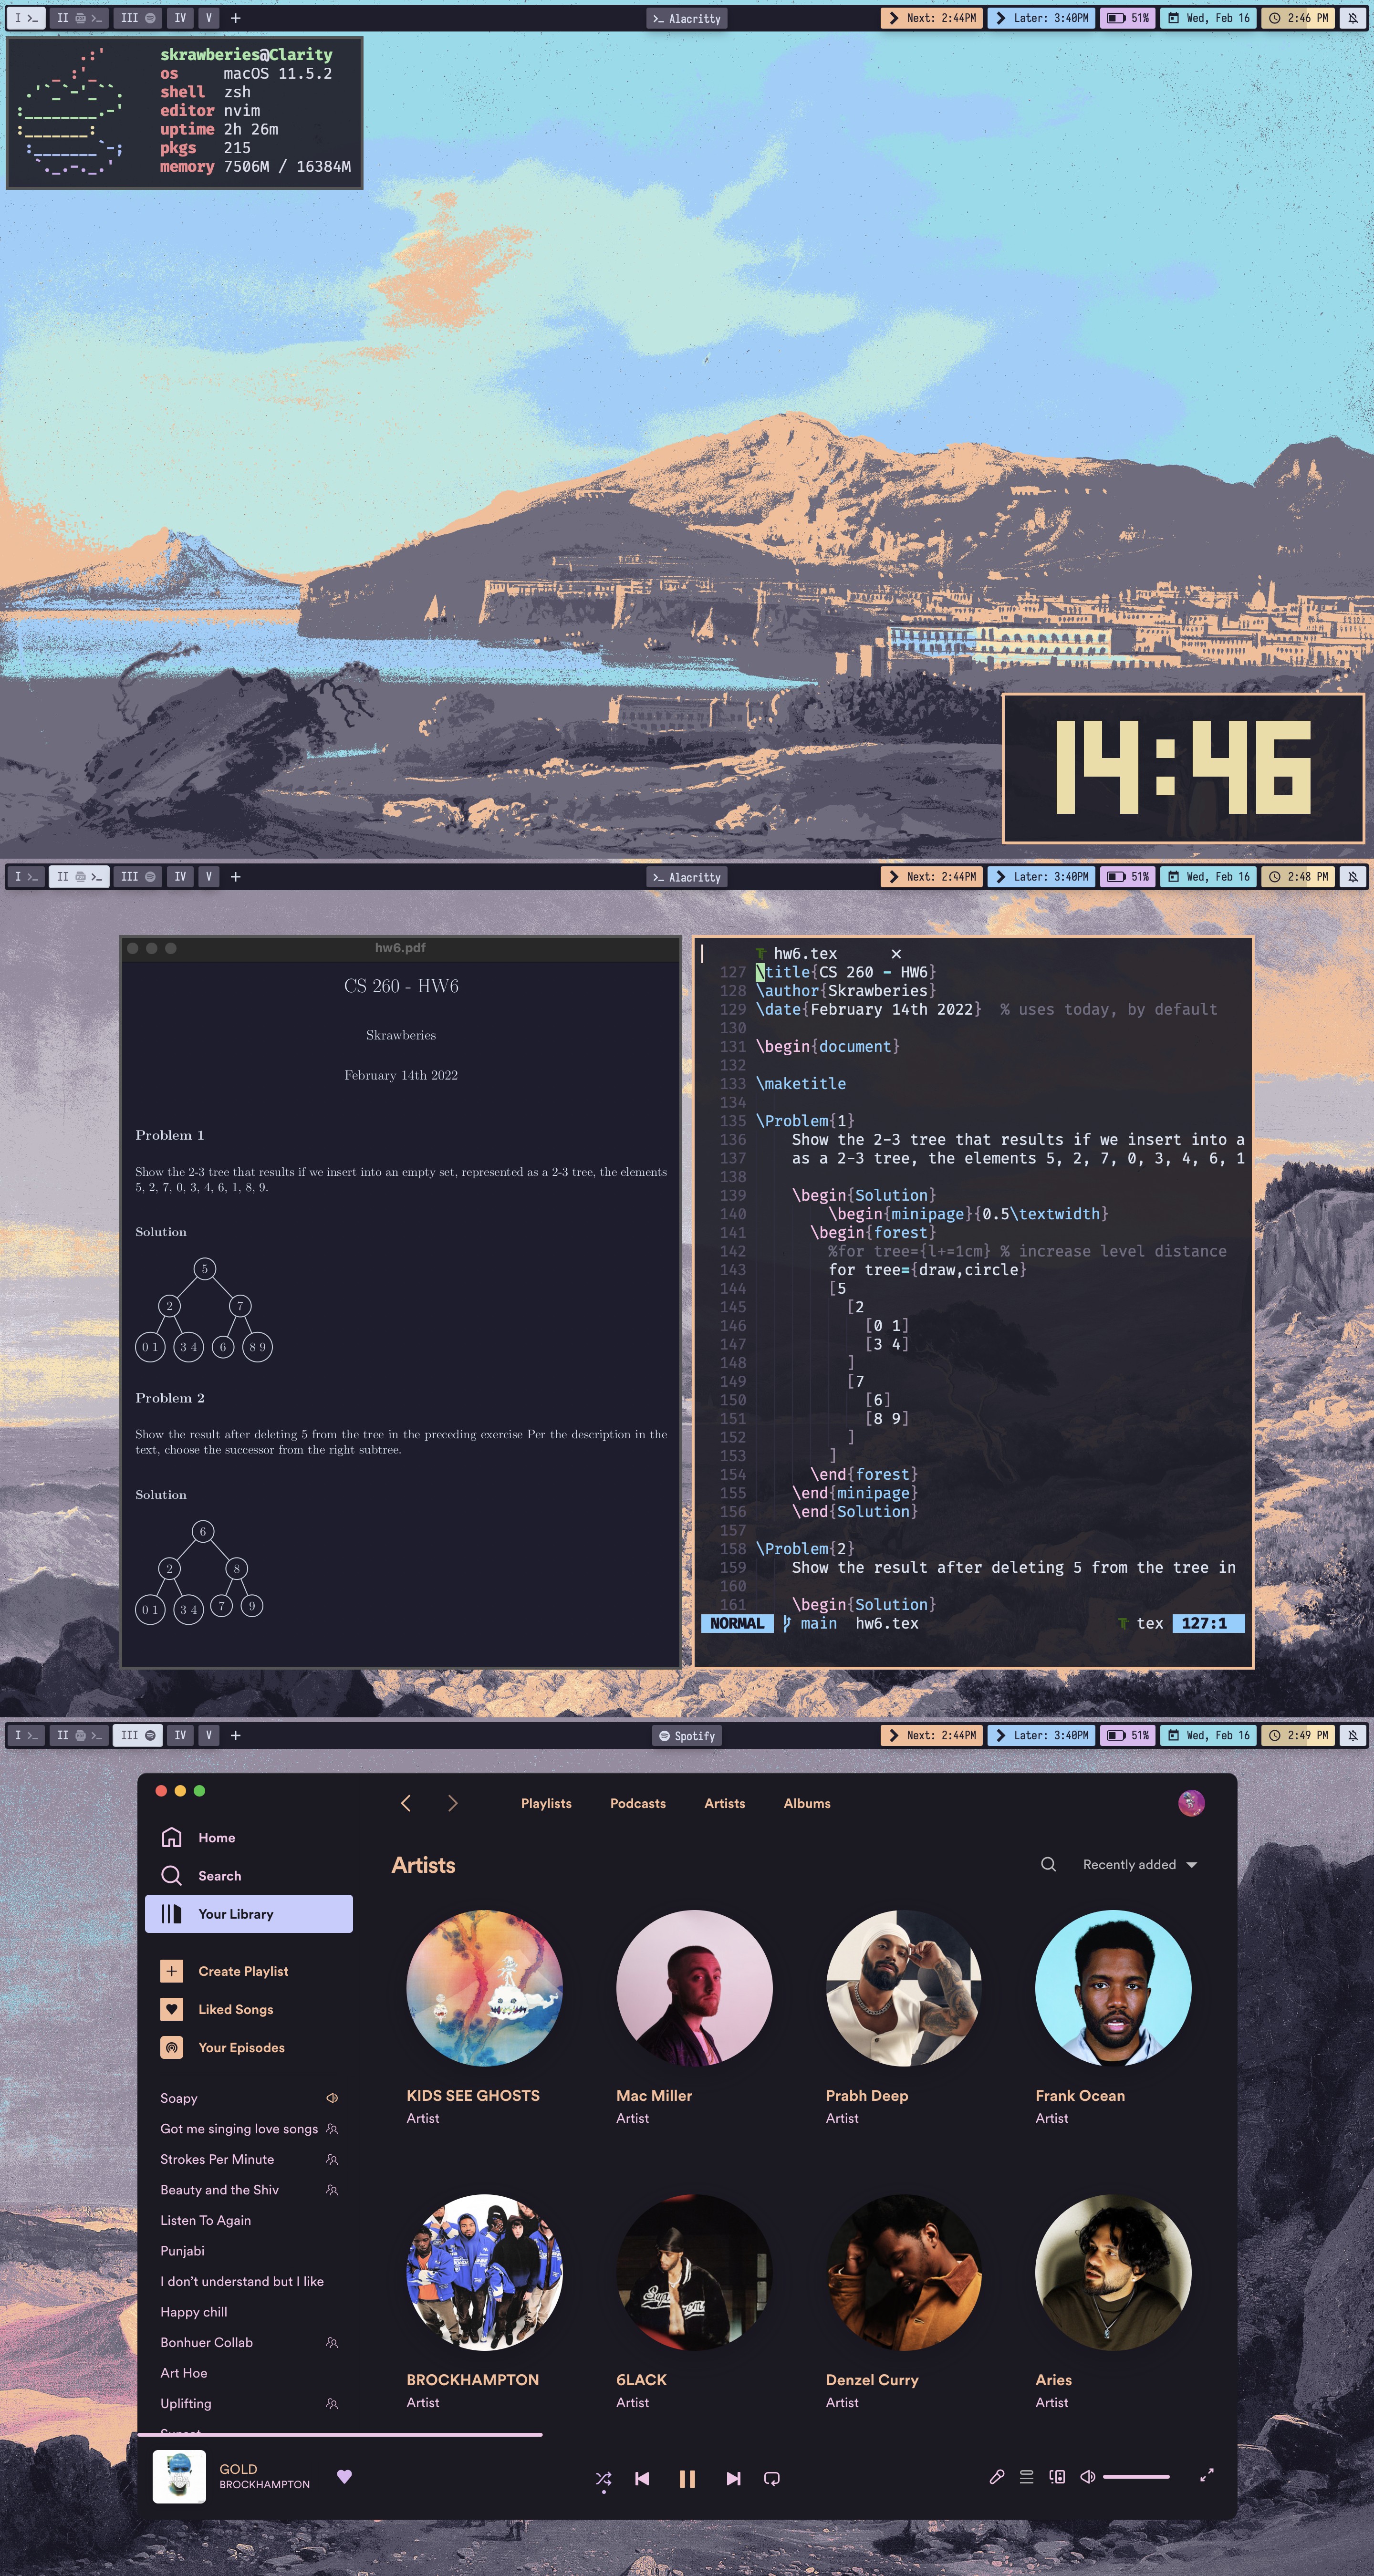 I >_ II >_ III IV V + >_ Alacritty Next: 2:44PM Later: 3:40PM 51% Wed, Feb 16 2:46 PM
skrawberies@Clarity
os macOS 11.5.2
shell zsh
editor nvim
uptime 2h 26m
pkgs 215
memory 7506M / 16384M
14:46
I >_ II >_ III IV V + >_ Alacritty Next: 2:44PM Later: 3:40PM 51% Wed, Feb 16 2:48 PM
hw6.pdf
CS 260 - HW6
Skrawberies
February 14th 2022
Problem 1
Show the 2-3 tree that results if we insert into an empty set, represented as a 2-3 tree, the elements
5, 2, 7, 0, 3, 4, 6, 1, 8, 9.
Solution
5
2 7
0 1 3 4 6 8 9
Problem 2
Show the result after deleting 5 from the tree in the preceding exercise Per the description in the
text, choose the successor from the right subtree.
Solution
6
2 8
0 1 3 4 7 9
hw6.tex ×
127 \title{CS 260 - HW6}
128 \author{Skrawberies}
129 \date{February 14th 2022} % uses today, by default
130
131 \begin{document}
132
133 \maketitle
134
135 \Problem{1}
136 Show the 2-3 tree that results if we insert into a
137 as a 2-3 tree, the elements 5, 2, 7, 0, 3, 4, 6, 1
138
139 \begin{Solution}
140 \begin{minipage}{0.5\textwidth}
141 \begin{forest}
142 %for tree={l+=1cm} % increase level distance
143 for tree={draw,circle}
144 [5
145 [2
146 [0 1]
147 [3 4]
148 ]
149 [7
150 [6]
151 [8 9]
152 ]
153 ]
154 \end{forest}
155 \end{minipage}
156 \end{Solution}
157
158 \Problem{2}
159 Show the result after deleting 5 from the tree in
160
161 \begin{Solution}
NORMAL main hw6.tex tex 127:1
I >_ II >_ III IV V + Spotify Next: 2:44PM Later: 3:40PM 51% Wed, Feb 16 2:49 PM
Playlists Podcasts Artists Albums
Home
Search
Your Library
Create Playlist
Liked Songs
Your Episodes
Soapy
Got me singing love songs
Strokes Per Minute
Beauty and the Shiv
Listen To Again
Punjabi
I don't understand but I like
Happy chill
Bonhuer Collab
Art Hoe
Uplifting
Artists
Recently added
KIDS SEE GHOSTS
Artist
Mac Miller
Artist
Prabh Deep
Artist
Frank Ocean
Artist
BROCKHAMPTON
Artist
6LACK
Artist
Denzel Curry
Artist
Aries
Artist
GOLD
BROCKHAMPTON